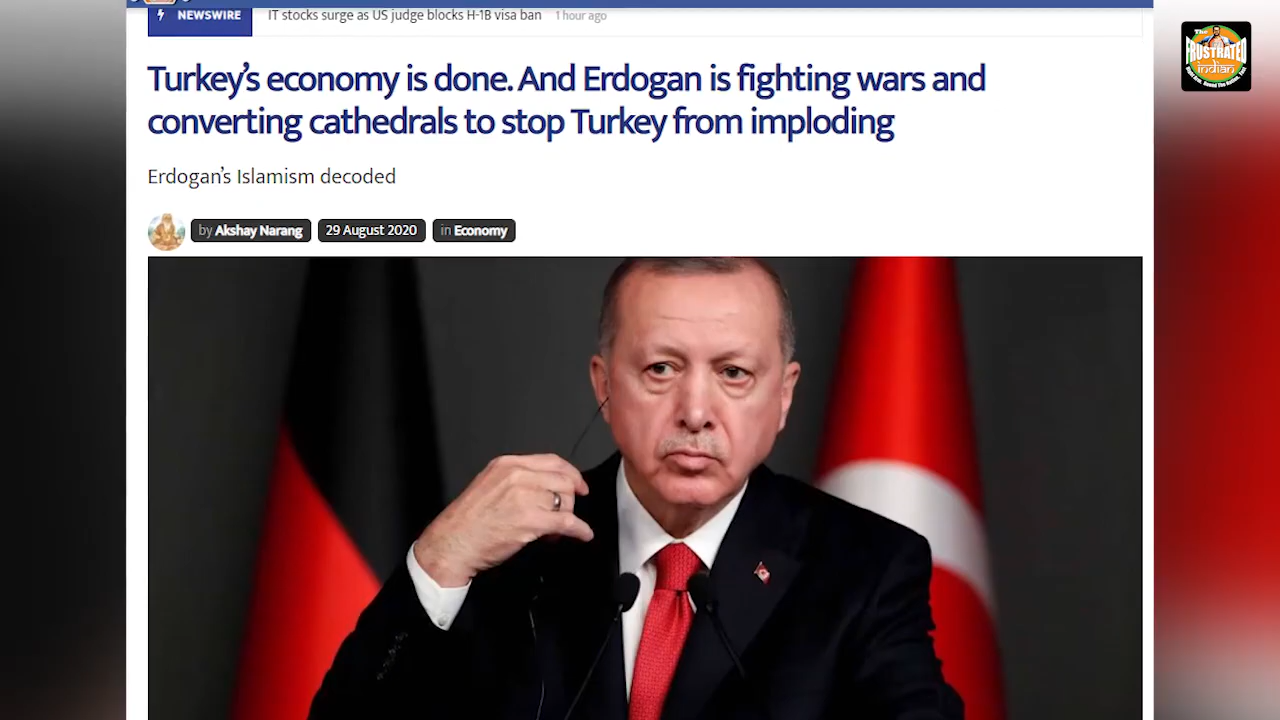 NEWSWIRE IT stocks surge as US judge blocks H-1B visa ban 1 hour ago
The
FRUSTRATED
indian
Turkey's economy is done. And Erdogan is fighting wars and
converting cathedrals to stop Turkey from imploding
Erdogan's Islamism decoded
by Akshay Narang 29 August 2020 in Economy